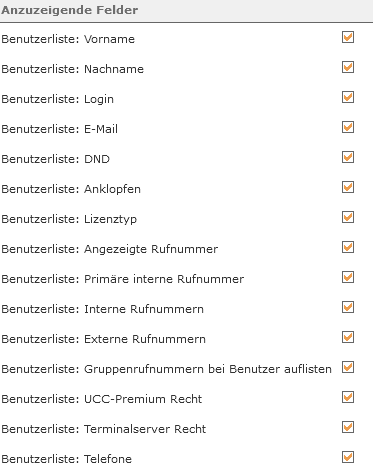 Anzuzeigende Felder
Benutzerliste: Vorname
Benutzerliste: Nachname
Benutzerliste: Login
Benutzerliste: E-Mail
Benutzerliste: DND
Benutzerliste: Anklopfen
Benutzerliste: Lizenztyp
Benutzerliste: Angezeigte Rufnummer
Benutzerliste: Primäre interne Rufnummer
Benutzerliste: Interne Rufnummern
Benutzerliste: Externe Rufnummern
Benutzerliste: Gruppenrufnummern bei Benutzer auflisten
Benutzerliste: UCC-Premium Recht
Benutzerliste: Terminalserver Recht
Benutzerliste: Telefone